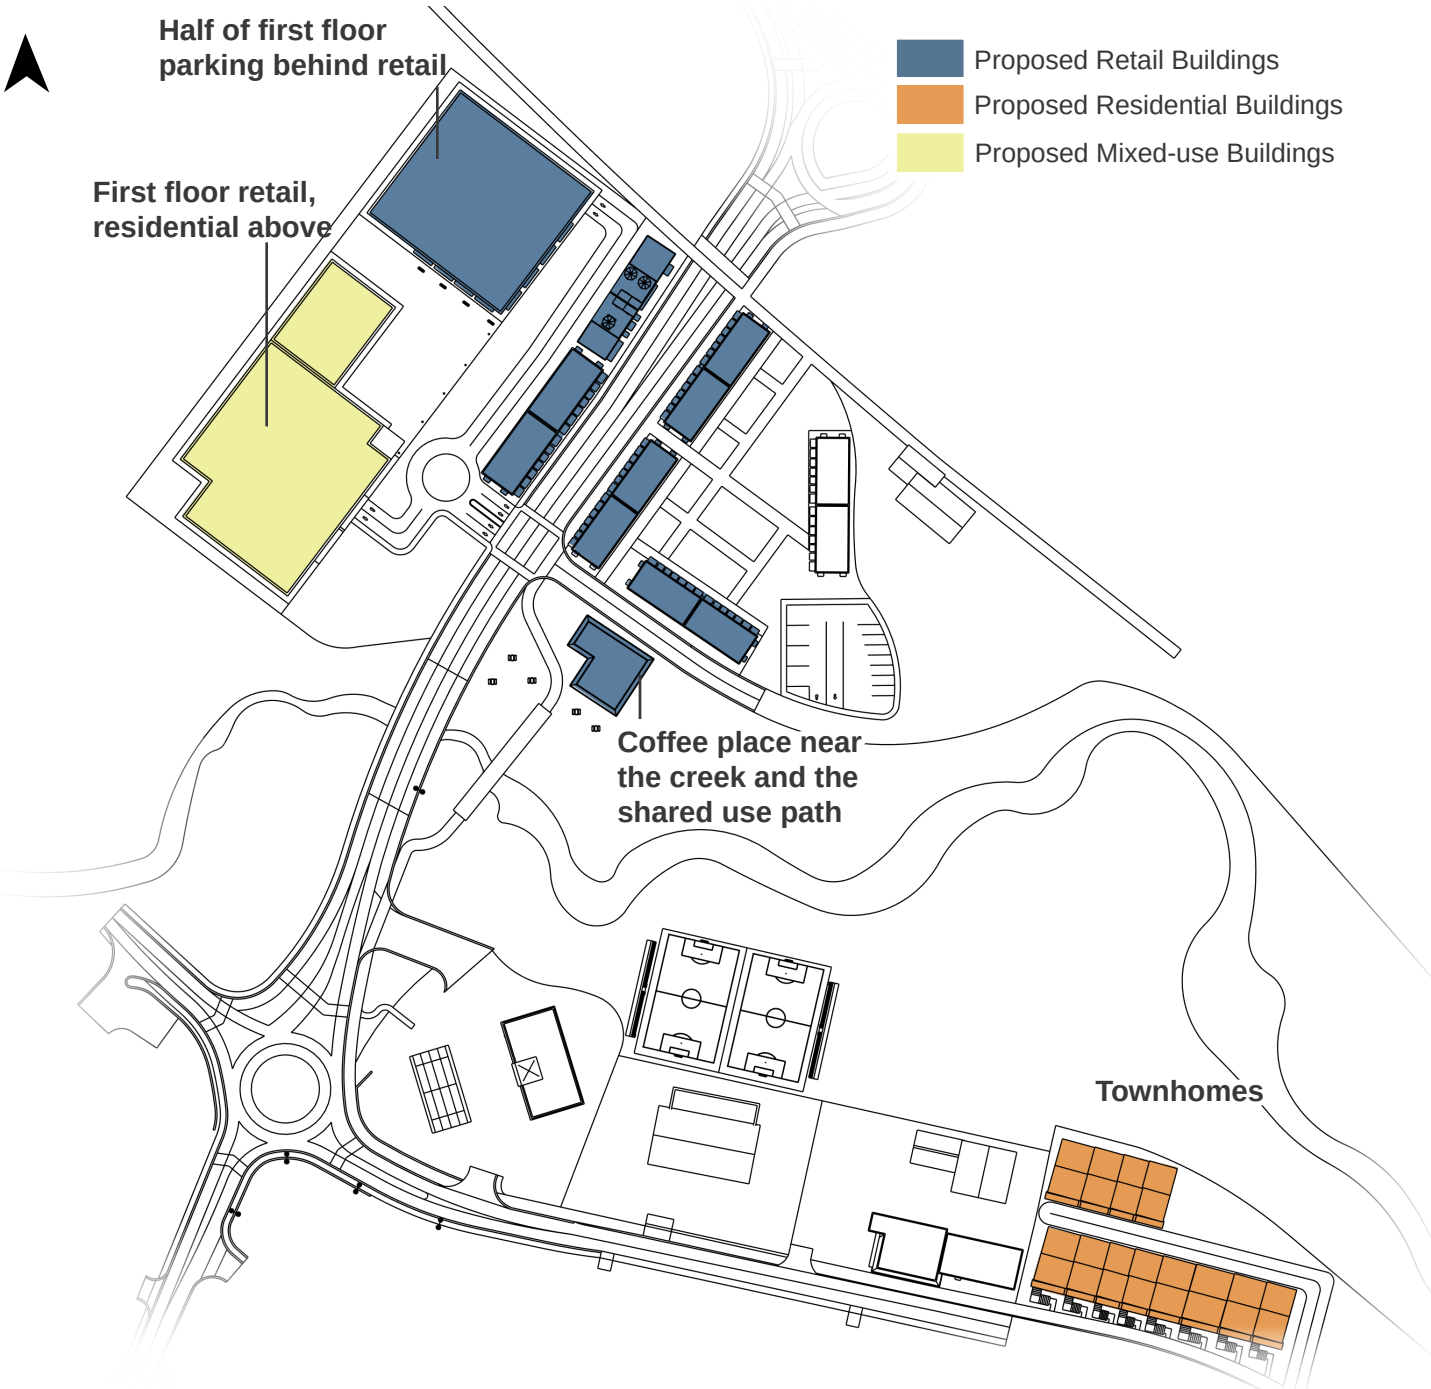 Half of first floor
parking behind retail
Proposed Retail Buildings
Proposed Residential Buildings
Proposed Mixed-use Buildings
First floor retail,
residential above
Coffee place near
the creek and the
shared use path
Townhomes